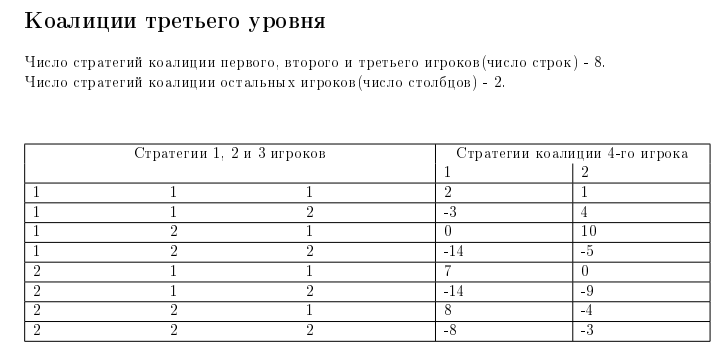 Коалиции третьего уровня
Число стратегий коалиции первого, второго и третьего игроков(число строк) - 8.
Число стратегий коалиции остальных игроков(число столбцов) - 2.
Стратегии 1, 2 и 3 игроков Стратегии коалиции 4-го игрока
1 2
1 1 1 2 1
1 1 2 -3 4
1 2 1 0 10
1 2 2 -14 -5
2 1 1 7 0
2 1 2 -14 -9
2 2 1 8 -4
2 2 2 -8 -3